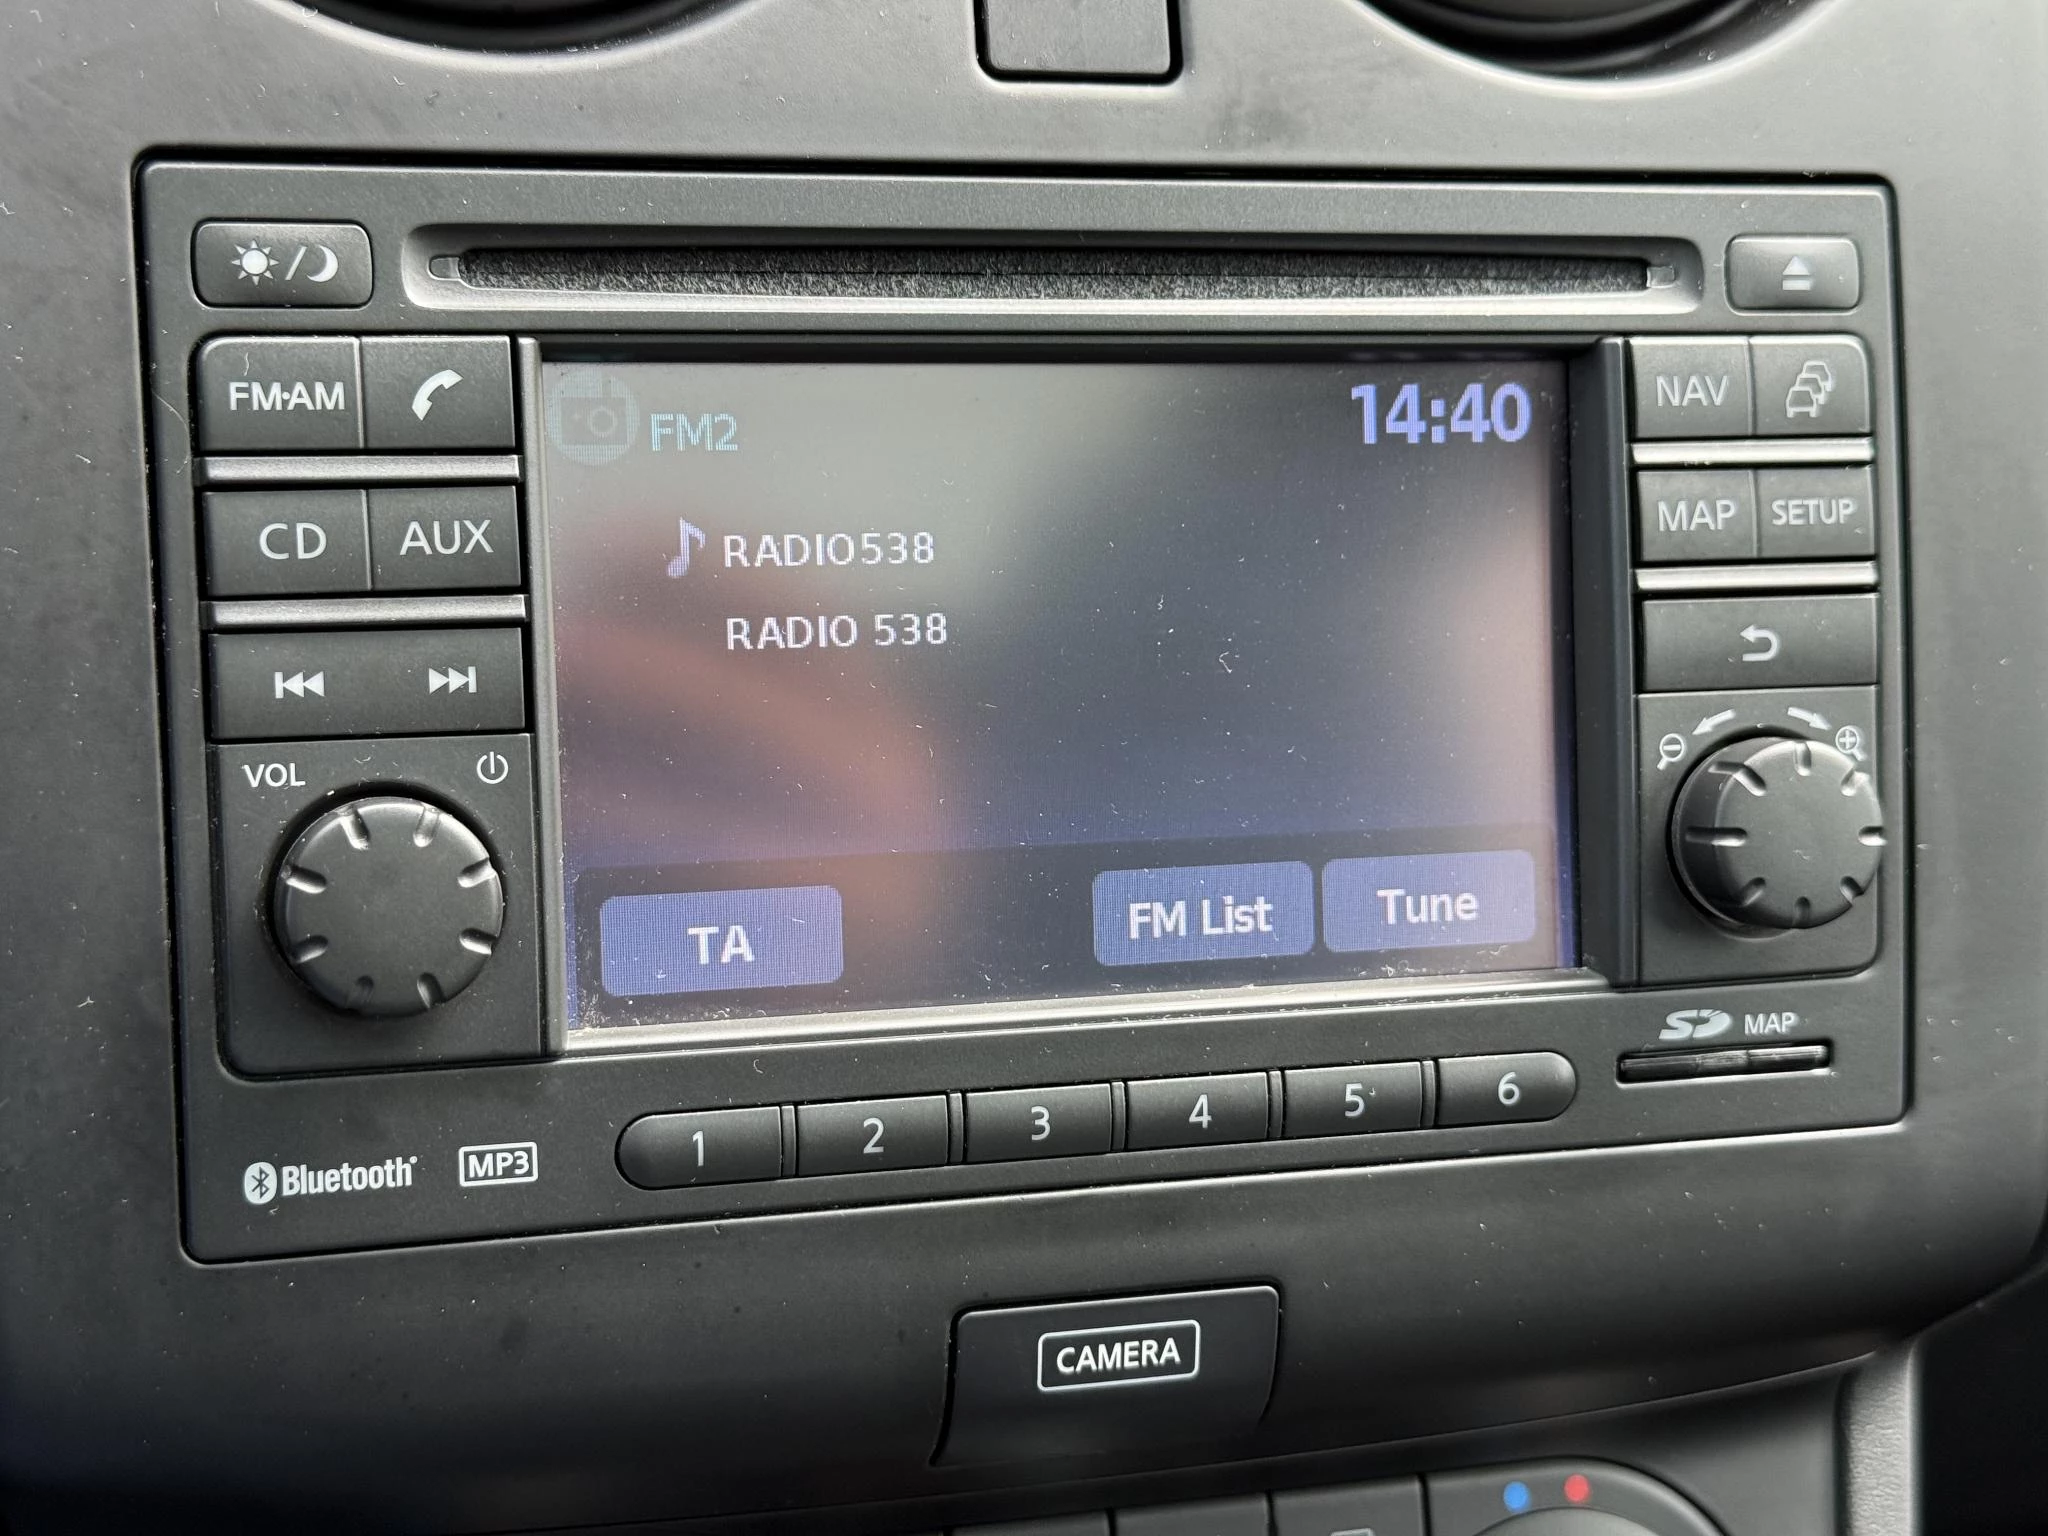 FM•AM
CD AUX
VOL
FM2 14:40
RADIO538
RADIO 538
TA FM List Tune
NAV
MAP SETUP
SD MAP
1 2 3 4 5 6
Bluetooth® MP3
CAMERA